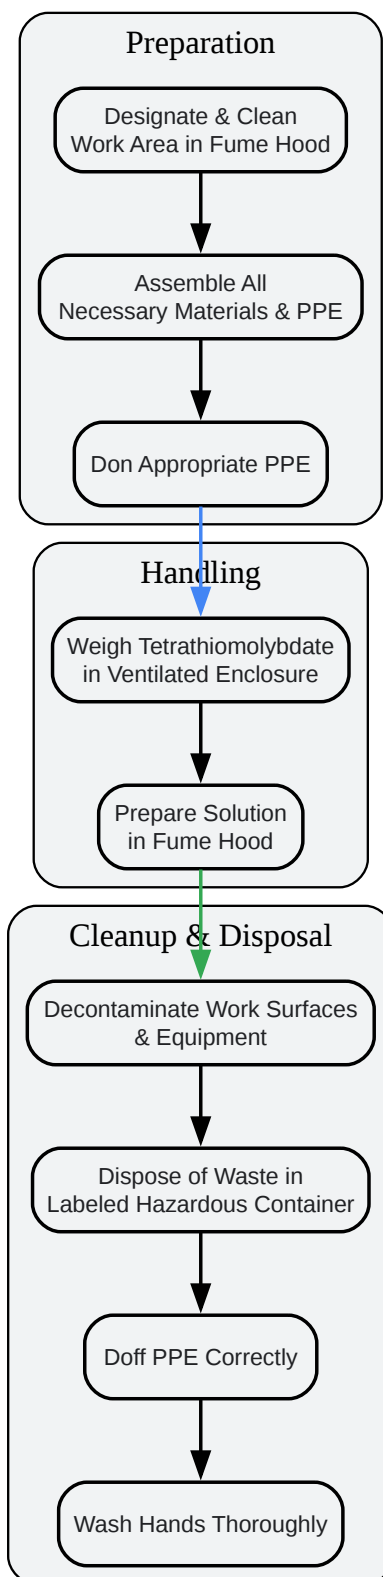 Preparation
Designate & Clean
Work Area in Fume Hood
Assemble All
Necessary Materials & PPE
Don Appropriate PPE
Handling
Weigh Tetrathiomolybdate
in Ventilated Enclosure
Prepare Solution
in Fume Hood
Cleanup & Disposal
Decontaminate Work Surfaces
& Equipment
Dispose of Waste in
Labeled Hazardous Container
Doff PPE Correctly
Wash Hands Thoroughly